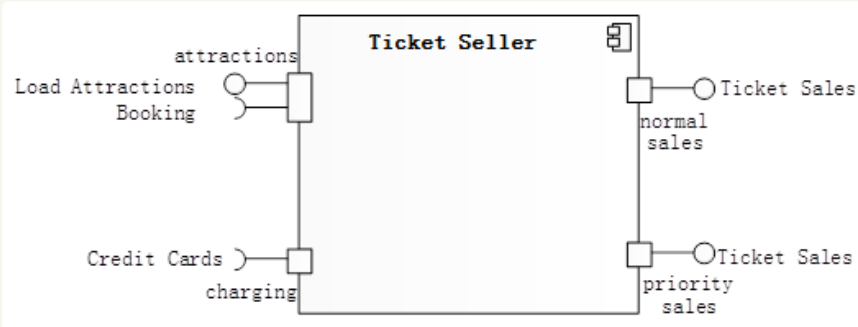 Ticket Seller
attractions
Load Attractions
Booking
Ticket Sales
normal
sales
Credit Cards
charging
Ticket Sales
priority
sales